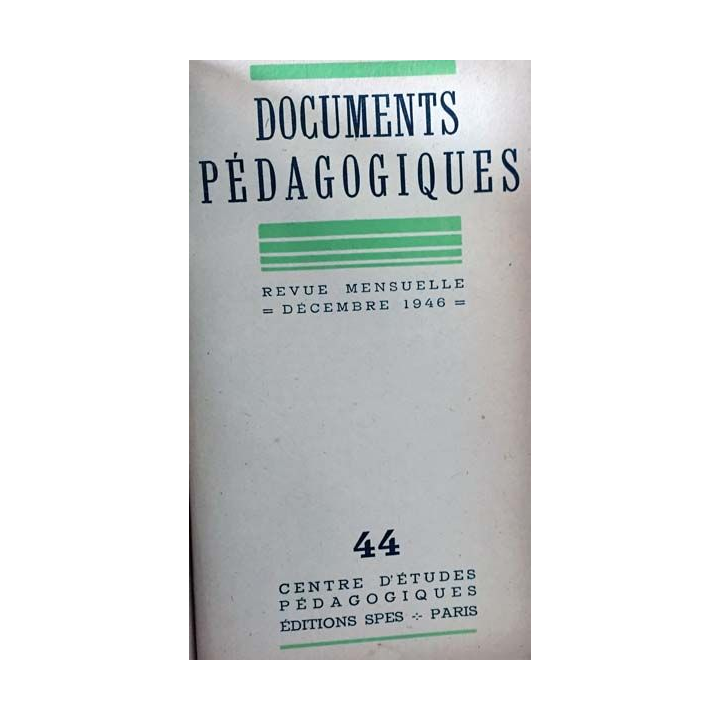 DOCUMENTS
PÉDAGOGIQUES
REVUE MENSUELLE
= DÉCEMBRE 1946 =
44
CENTRE D'ÉTUDES
PÉDAGOGIQUES
ÉDITIONS SPES ⊹ PARIS